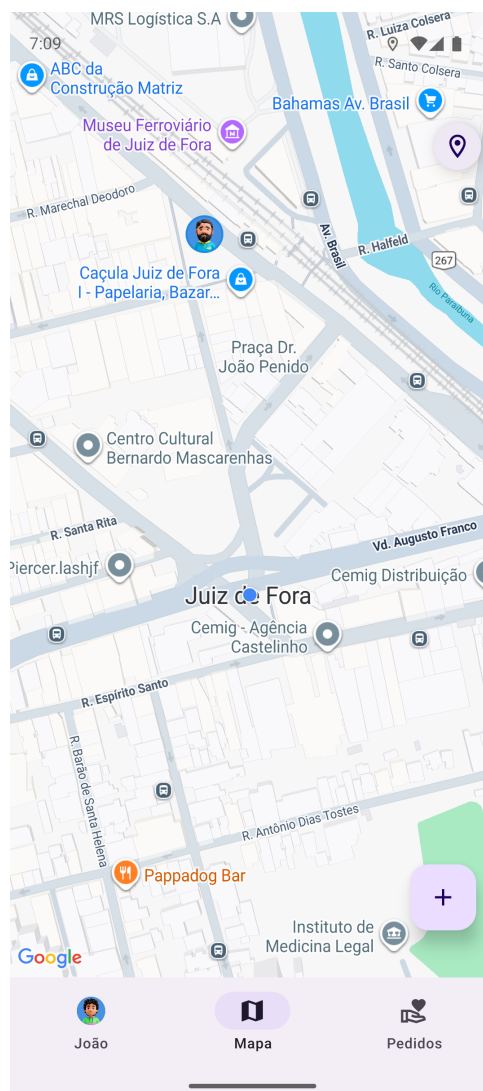 MRS Logística S.A
R. Luiza Colsera
7:09
R. Santo Colsera
ABC da
Construção Matriz
Bahamas Av. Brasil
Museu Ferroviário
de Juiz de Fora
R. Marechal Deodoro
Av. Brasil
R. Halfeld
267
Caçula Juiz de Fora
I - Papelaria, Bazar...
Rio Paraibuna
Praça Dr.
João Penido
Centro Cultural
Bernardo Mascarenhas
R. Santa Rita
Vd. Augusto Franco
Piercer.lashjf
Cemig Distribuição
Juiz de Fora
Cemig - Agência
Castelinho
R. Espírito Santo
R. Barão de Santa Helena
R. Antônio Dias Tostes
Pappadog Bar
Instituto de
Medicina Legal
Google
João
Mapa
Pedidos